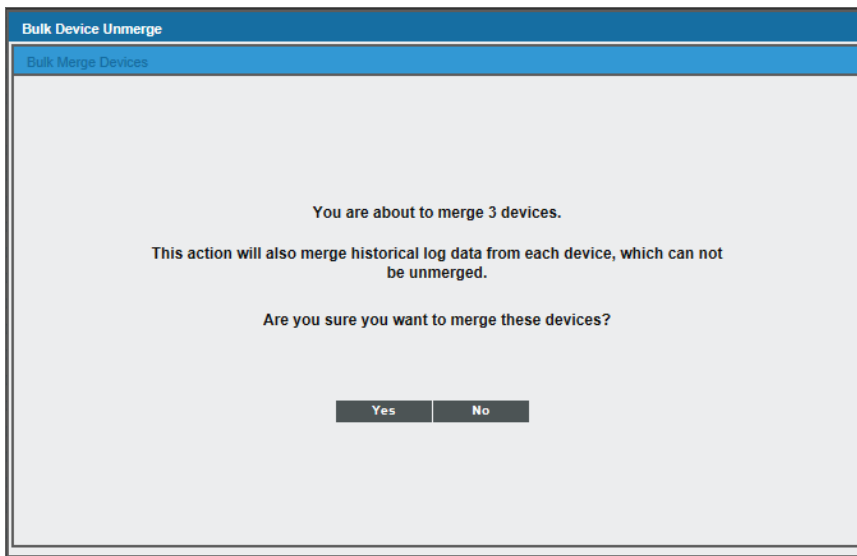 Bulk Device Unmerge
Bulk Merge Devices
You are about to merge 3 devices.
This action will also merge historical log data from each device, which can not
be unmerged.
Are you sure you want to merge these devices?
Yes No